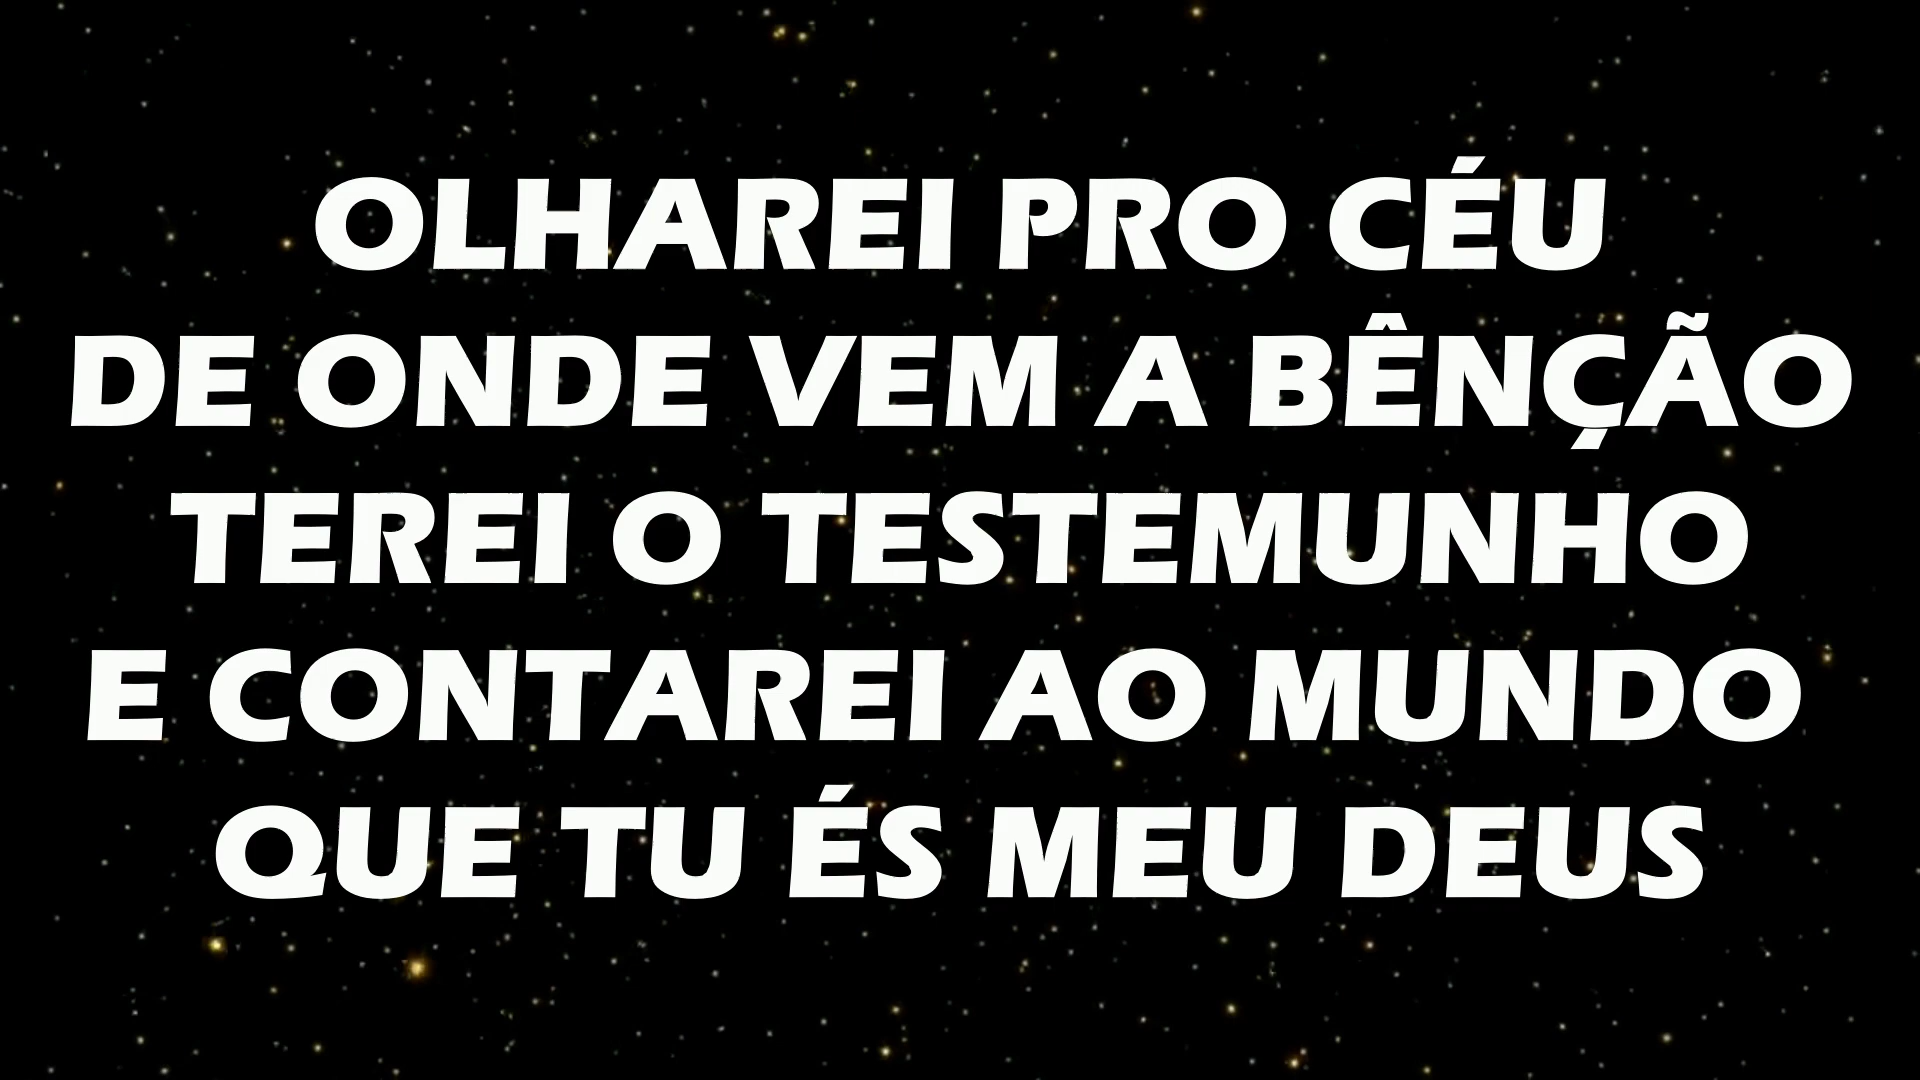 OLHAREI PRO CÉU
DE ONDE VEM A BÊNÇÃO
TEREI O TESTEMUNHO
E CONTAREI AO MUNDO
QUE TU ÉS MEU DEUS